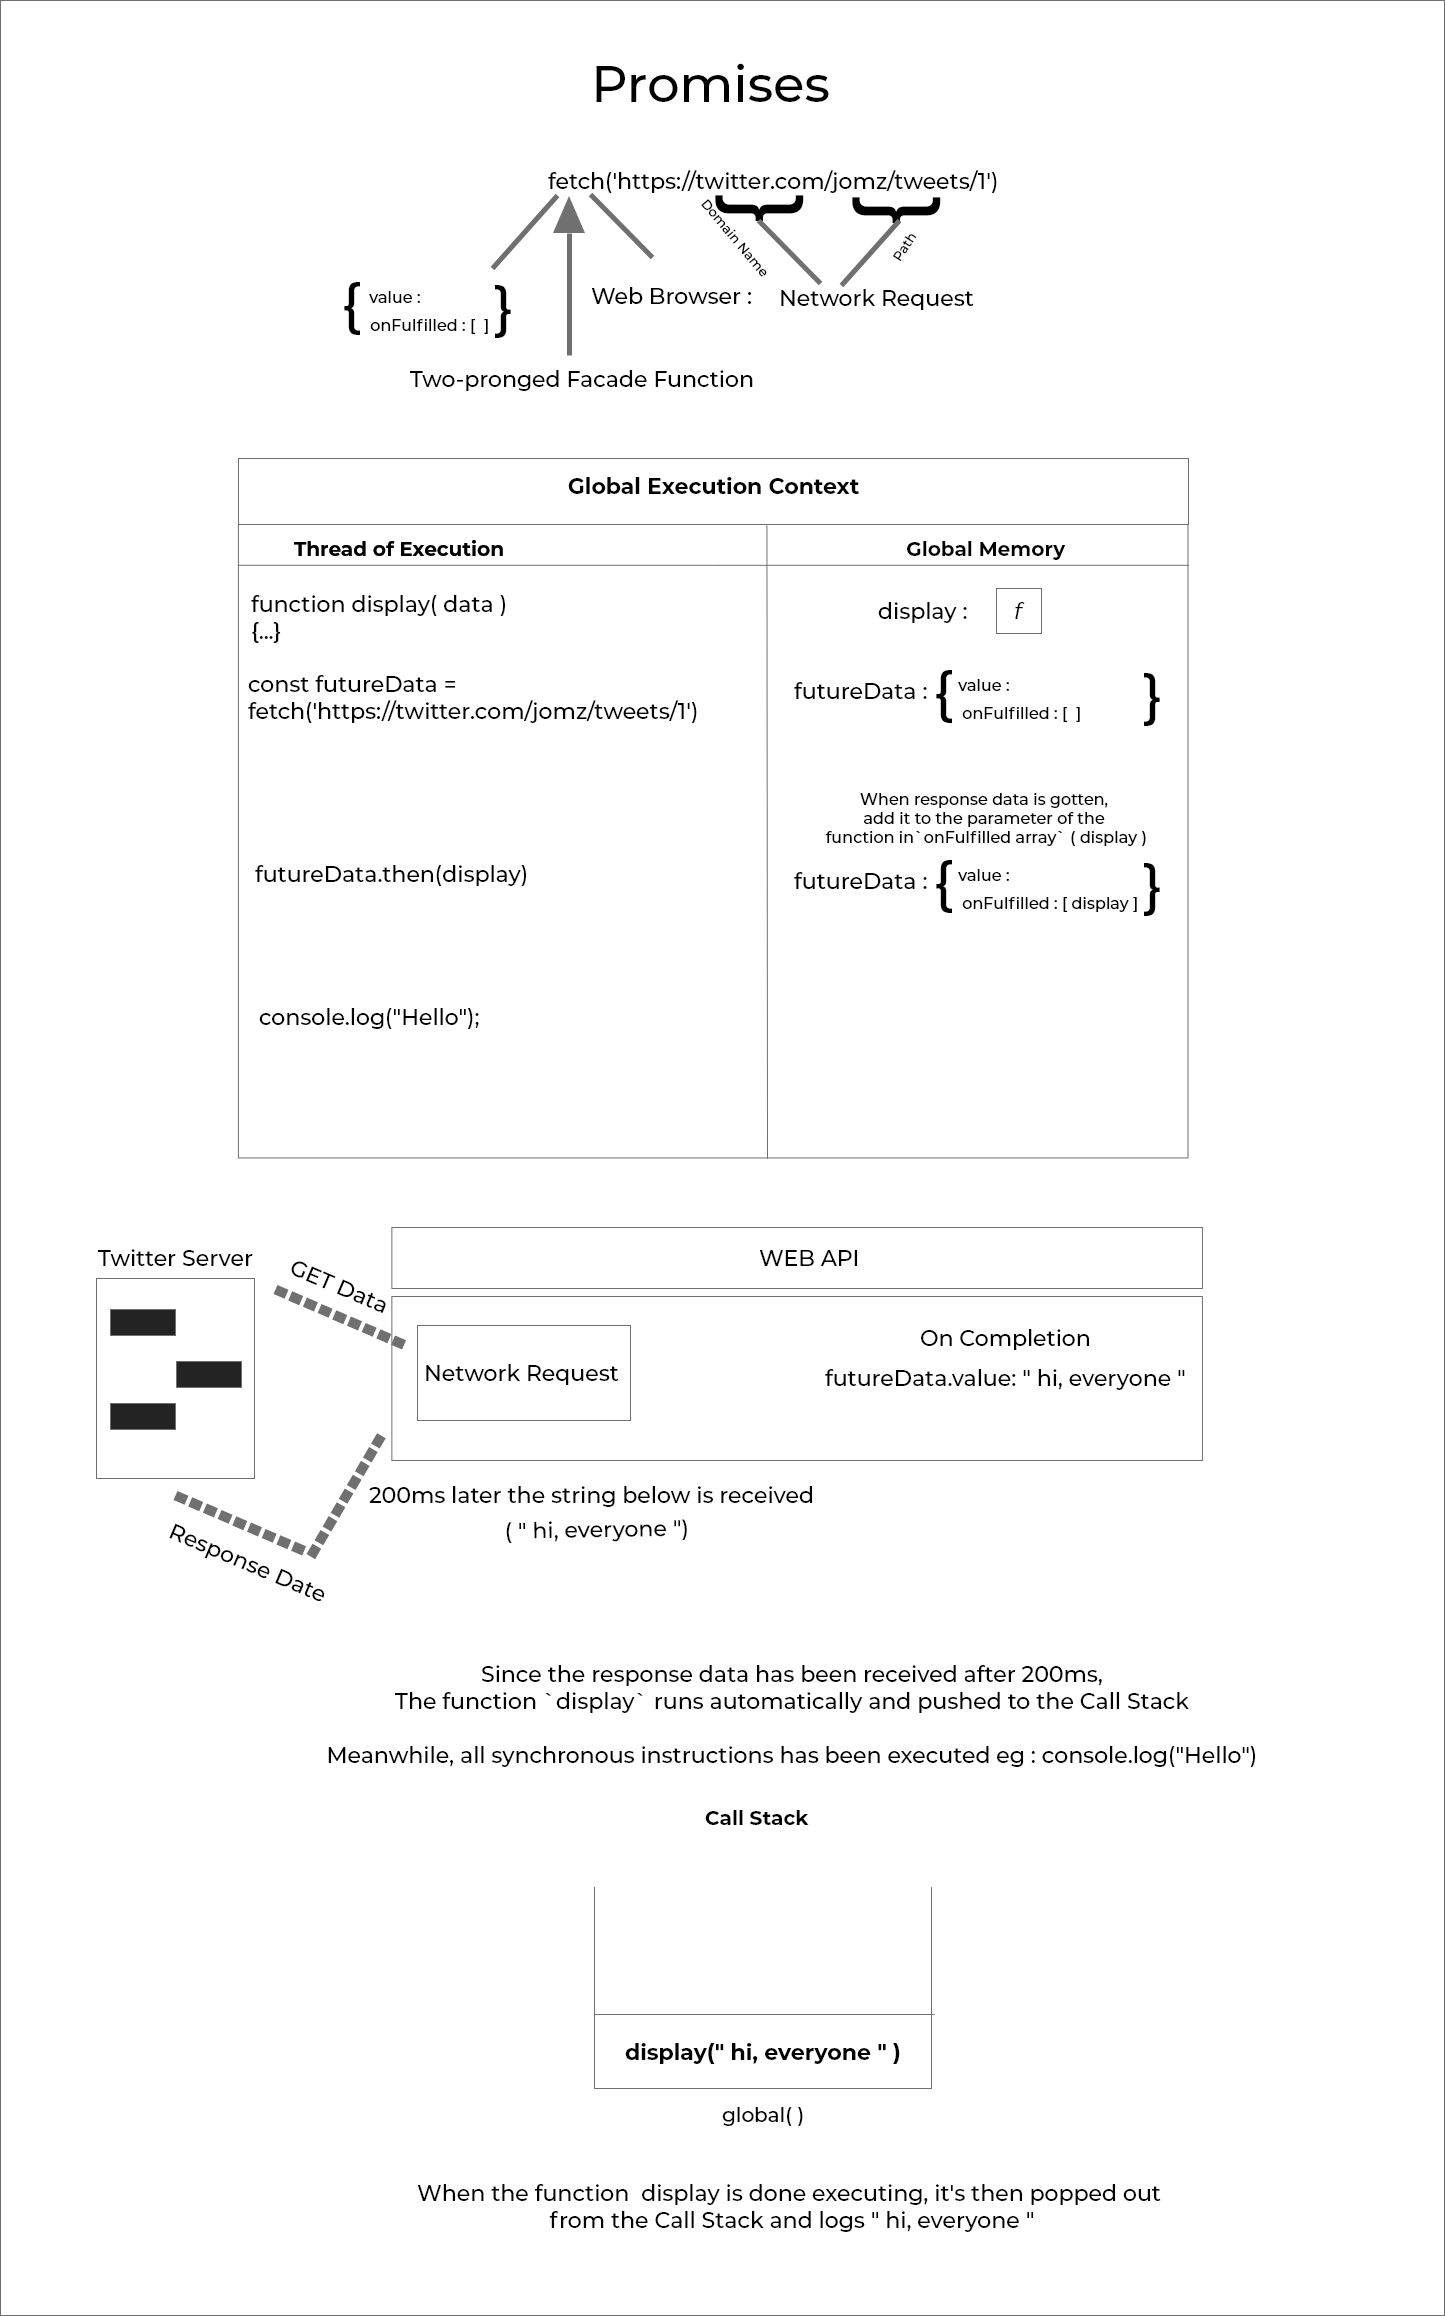 Promises
fetch('https://twitter.com/jomz/tweets/1')
Domain Name
Path
{ value :
onFulfilled : [ ] }
Web Browser :
Network Request
Two-pronged Facade Function
Global Execution Context
Thread of Execution
Global Memory
function display( data )
{...}
display :
f
const futureData =
fetch('https://twitter.com/jomz/tweets/1')
futureData : { value :
onFulfilled : [ ] }
When response data is gotten,
add it to the parameter of the
function in`onFulfilled array` ( display )
futureData.then(display)
futureData : { value :
onFulfilled : [ display ] }
console.log("Hello");
Twitter Server
GET Data
WEB API
Network Request
On Completion
futureData.value: " hi, everyone "
200ms later the string below is received
( " hi, everyone ")
Response Date
Since the response data has been received after 200ms,
The function `display` runs automatically and pushed to the Call Stack
Meanwhile, all synchronous instructions has been executed eg : console.log("Hello")
Call Stack
display(" hi, everyone " )
global( )
When the function  display is done executing, it's then popped out
from the Call Stack and logs " hi, everyone "